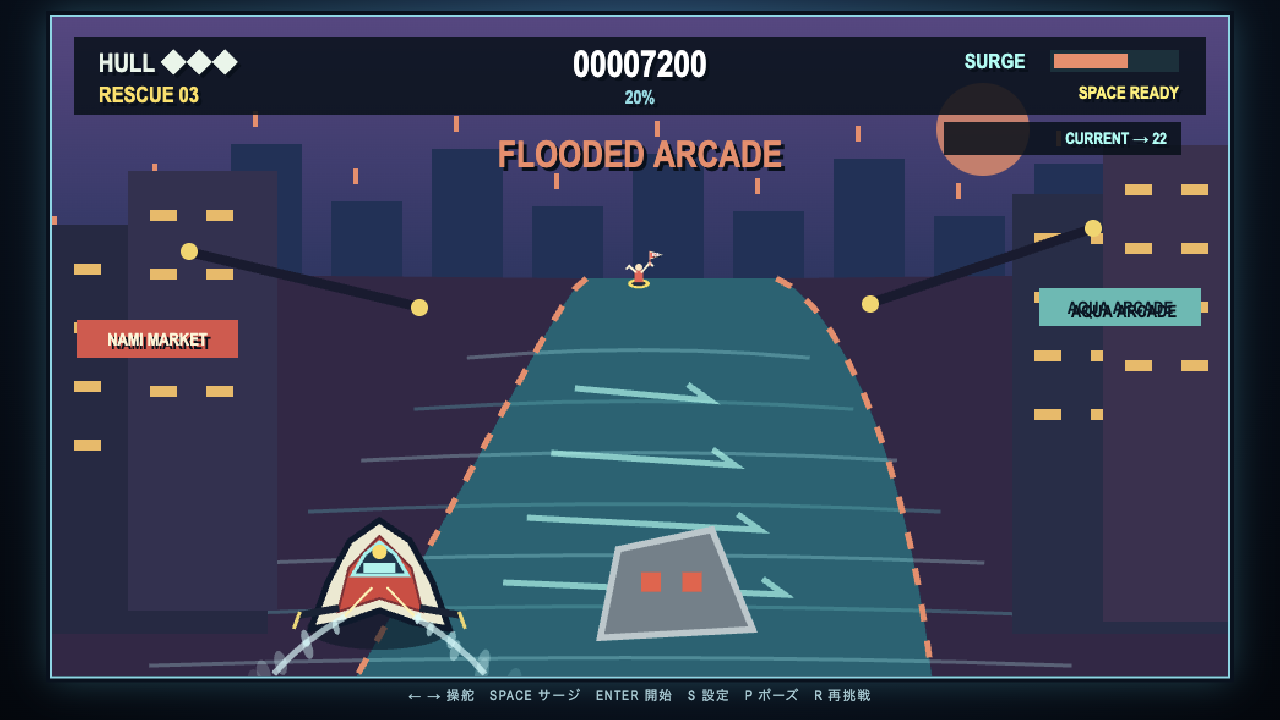 HULL
RESCUE 03
00007200
20%
SURGE
SPACE READY
CURRENT → 22
FLOODED ARCADE
NAMI MARKET
AQUA ARCADE
← → 操舵 SPACE サージ ENTER 開始 S 設定 P ポーズ R 再挑戦